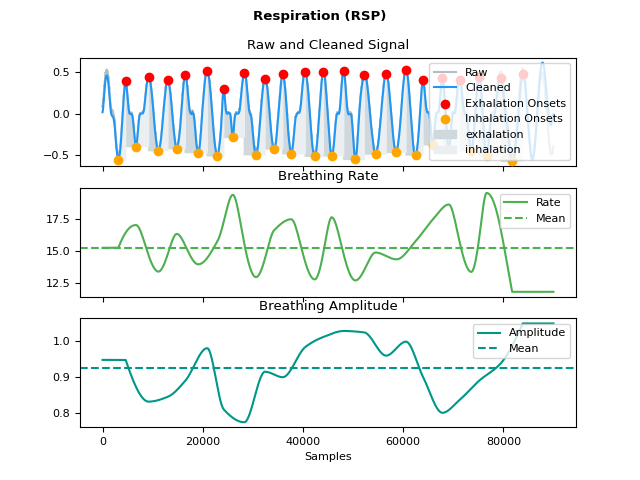 Respiration (RSP)
Raw and Cleaned Signal
0.5
0.0
−0.5
Raw
Cleaned
Exhalation Onsets
Inhalation Onsets
exhalation
inhalation
Breathing Rate
17.5
15.0
12.5
Rate
Mean
Breathing Amplitude
1.0
0.9
0.8
Amplitude
Mean
0 20000 40000 60000 80000
Samples